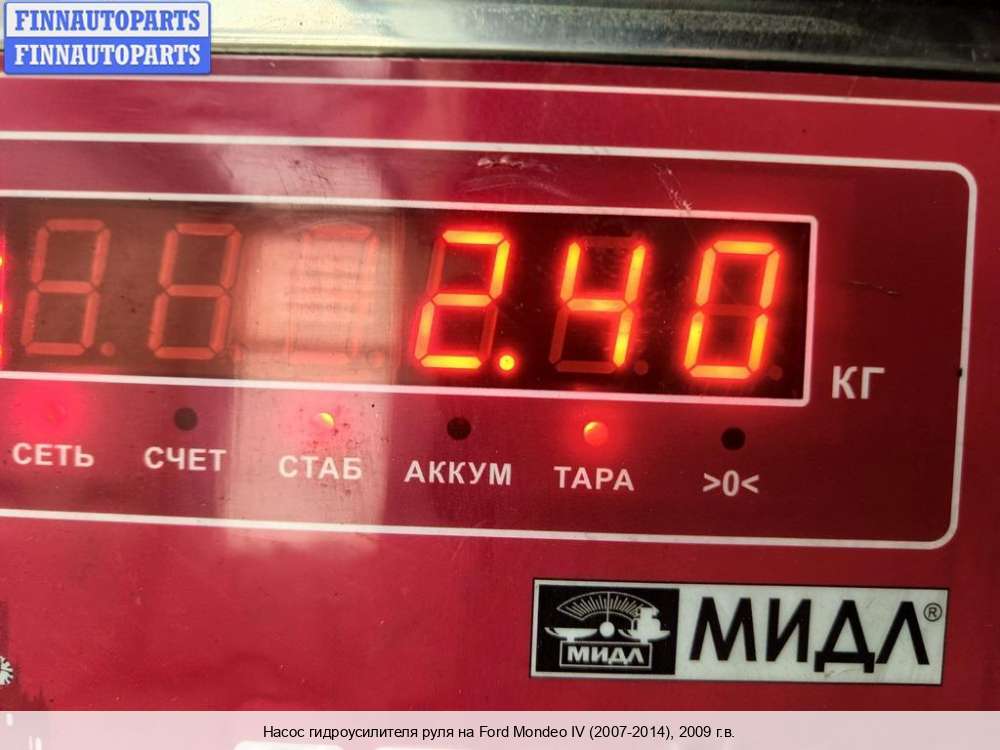 FINNAUTOPARTS
FINNAUTOPARTS
2.40
КГ
СЕТЬ СЧЕТ СТАБ АККУМ ТАРА >0<
МИДЛ МИДЛ®
Насос гидроусилителя руля на Ford Mondeo IV (2007-2014), 2009 г.в.